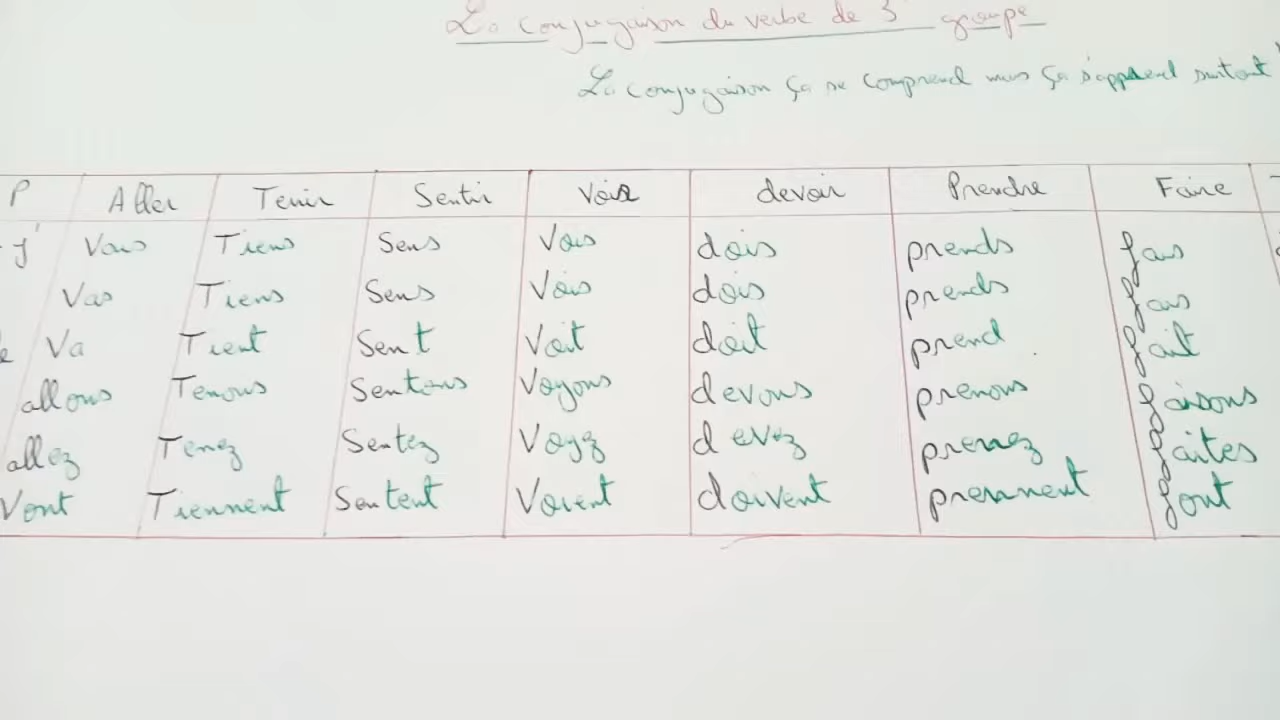 La conjugaison du verbe de 3 groupe
La conjugaison ça se comprend mais ça s'apprend surtout
P Aller Tenir Sentir Voir devoir Prendre Faire
j' Vais Tiens Sens Vois dois prends fais
Vas Tiens Sens Vois dois prends fais
Va Tient Sent Voit doit prend fait
allons Tenons Sentons Voyons devons prenons faisons
allez Tenez Sentez Voyez devez prenez faites
Vont Tiennent Sentent Voient doivent prennent font